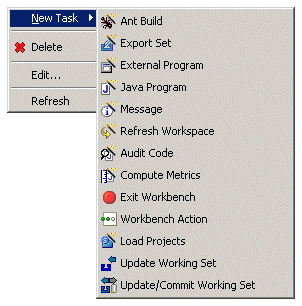 New Task
Delete
Edit...
Refresh
Ant Build
Export Set
External Program
Java Program
Message
Refresh Workspace
Audit Code
Compute Metrics
Exit Workbench
Workbench Action
Load Projects
Update Working Set
Update/Commit Working Set